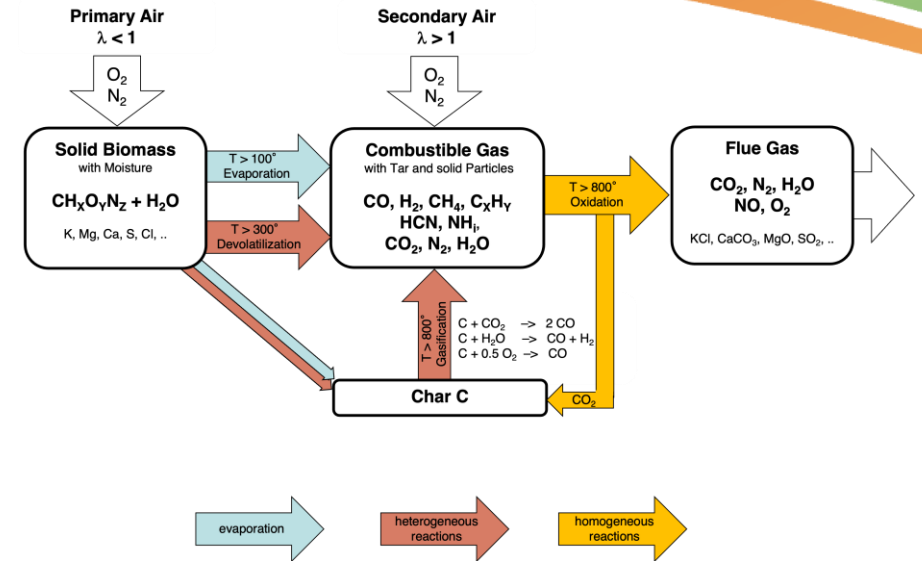 Primary Air
λ < 1
Secondary Air
λ > 1
O₂
N₂
O₂
N₂
Solid Biomass
with Moisture
CHₓOᵧN_Z + H₂O
K, Mg, Ca, S, Cl, ..
T > 100°
Evaporation
T > 300°
Devolatilization
Combustible Gas
with Tar and solid Particles
CO, H₂, CH₄, CₓHᵧ
HCN, NHᵢ,
CO₂, N₂, H₂O
T > 800°
Oxidation
Flue Gas
CO₂, N₂, H₂O
NO, O₂
KCl, CaCO₃, MgO, SO₂, ..
T > 800°
Gasification
C + CO₂ -> 2 CO
C + H₂O -> CO + H₂
C + 0.5 O₂ -> CO
Char C
CO₂
evaporation
heterogeneous
reactions
homogeneous
reactions